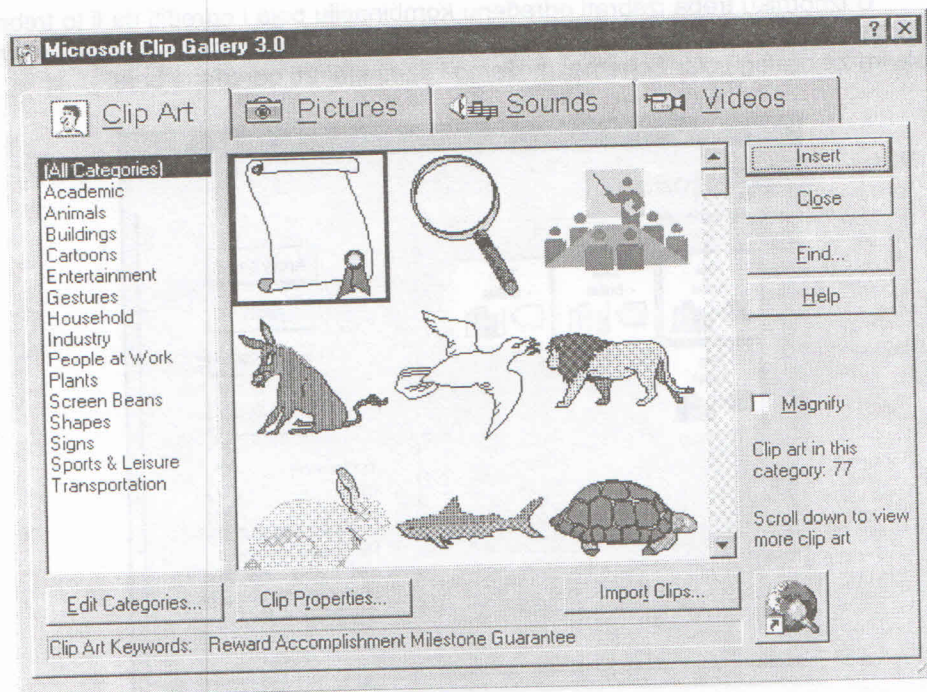 Microsoft Clip Gallery 3.0
? X
Clip Art
Pictures
Sounds
Videos
(All Categories)
Academic
Animals
Buildings
Cartoons
Entertainment
Gestures
Household
Industry
People at Work
Plants
Screen Beans
Shapes
Signs
Sports & Leisure
Transportation
Insert
Close
Find...
Help
Magnify
Clip art in this
category: 77
Scroll down to view
more clip art
Edit Categories...
Clip Properties...
Import Clips...
Clip Art Keywords: Reward Accomplishment Milestone Guarantee